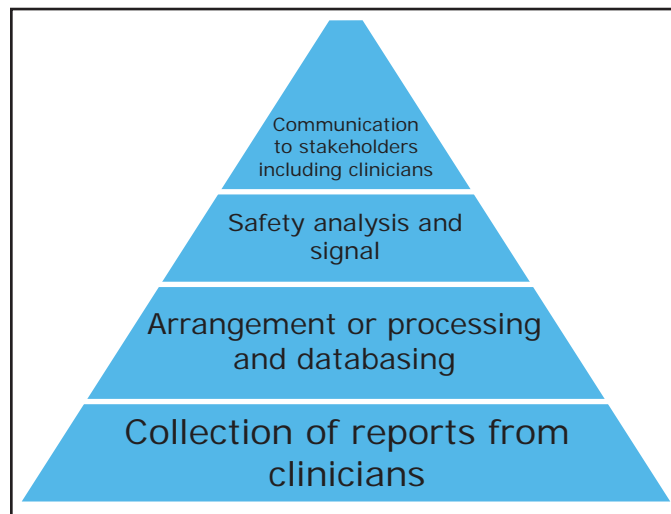 Communication
to stakeholders
including clinicians
Safety analysis and
signal
Arrangement or processing
and databasing
Collection of reports from
clinicians